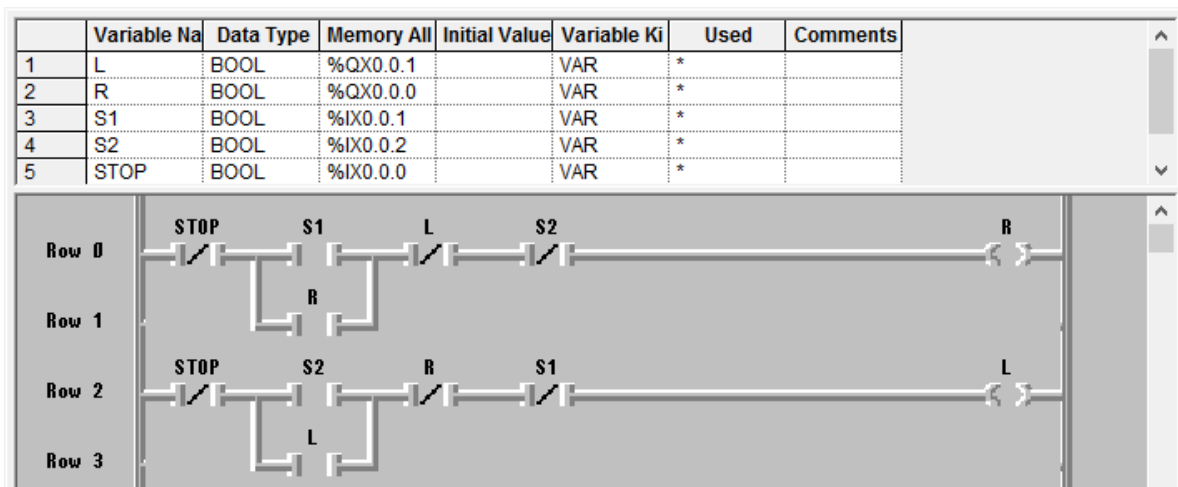 Variable Na Data Type Memory All Initial Value Variable Ki Used Comments
1 L BOOL %QX0.0.1 VAR *
2 R BOOL %QX0.0.0 VAR *
3 S1 BOOL %IX0.0.1 VAR *
4 S2 BOOL %IX0.0.2 VAR *
5 STOP BOOL %IX0.0.0 VAR *
STOP S1 L S2 R
Row 0
R
Row 1
STOP S2 R S1 L
Row 2
L
Row 3